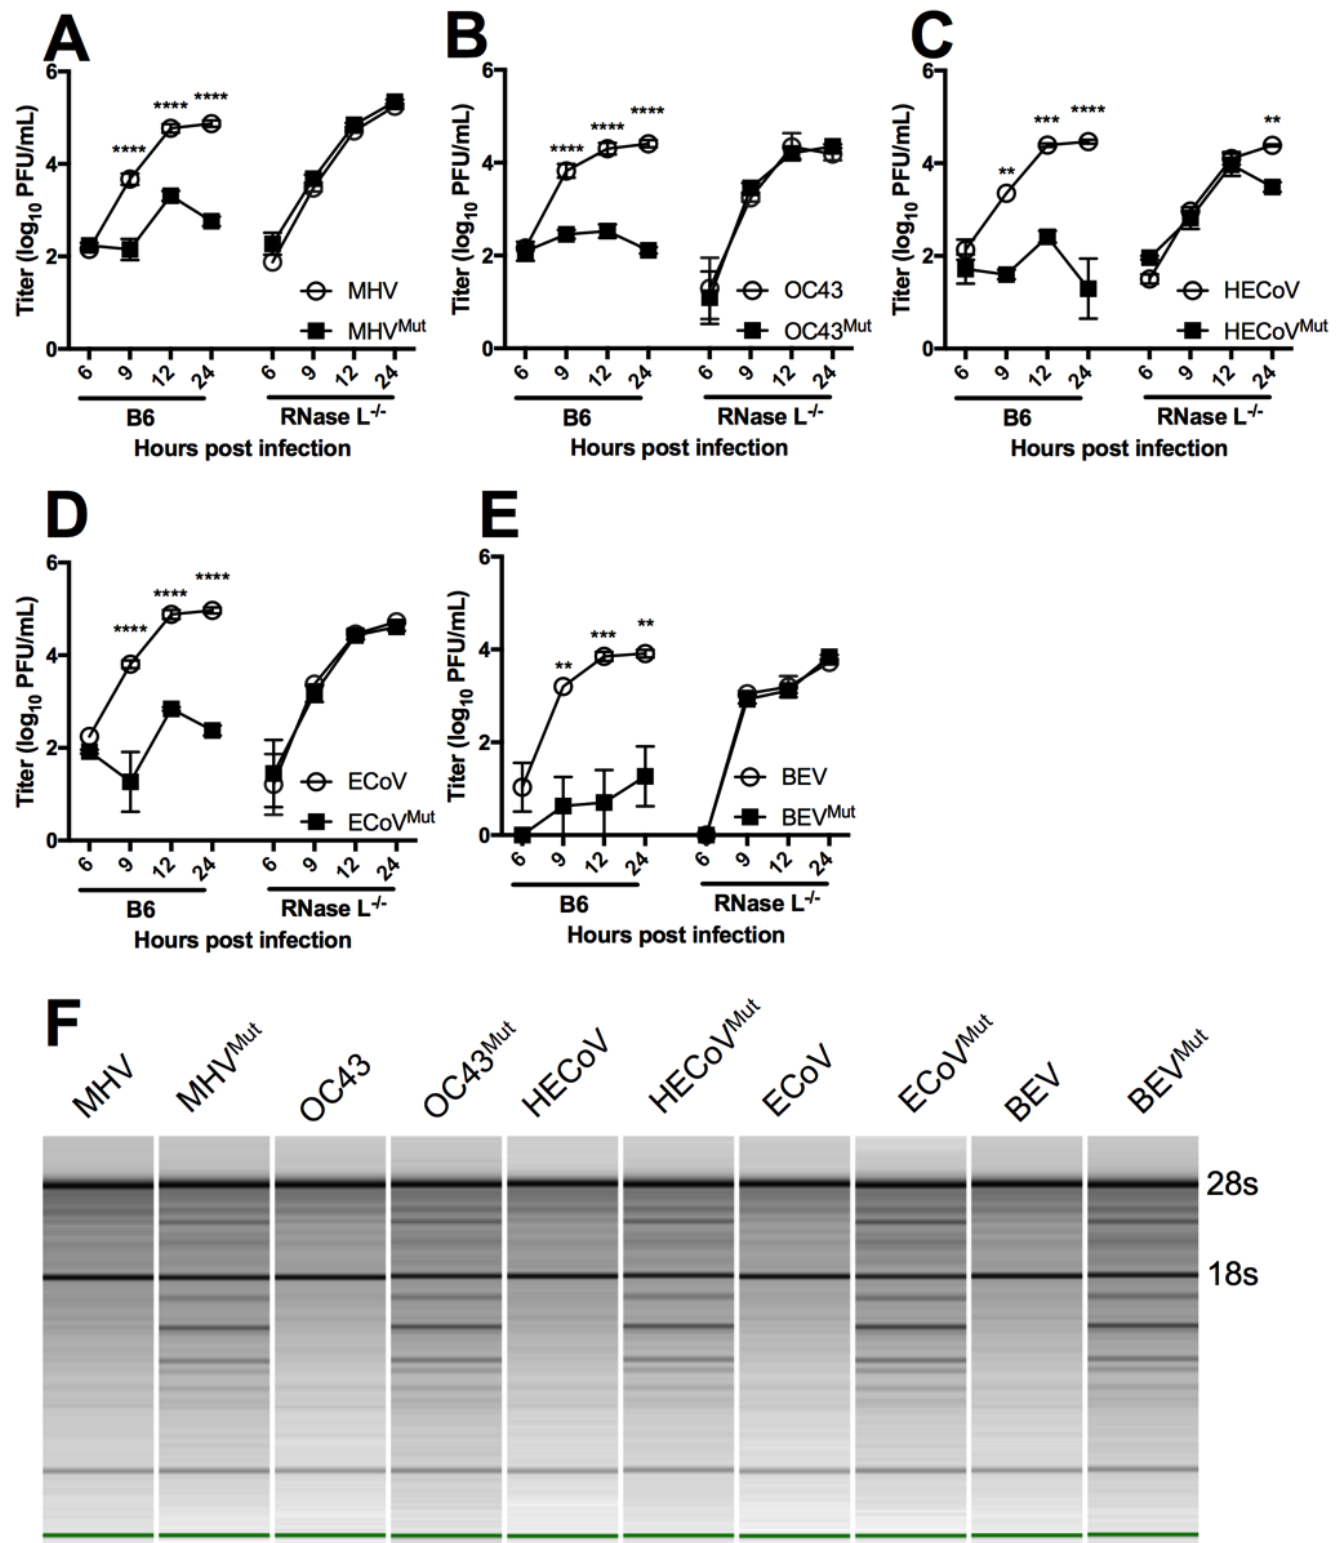 A
Titer (log10 PFU/mL)
6
4
2
0
**** **** ****
MHV
MHVMut
6 9 12 24 6 9 12 24
B6 RNase L-/-
Hours post infection
B
Titer (log10 PFU/mL)
6
4
2
0
**** **** ****
OC43
OC43Mut
6 9 12 24 6 9 12 24
B6 RNase L-/-
Hours post infection
C
Titer (log10 PFU/mL)
6
4
2
0
** *** **** **
HECoV
HECoVMut
6 9 12 24 6 9 12 24
B6 RNase L-/-
Hours post infection
D
Titer (log10 PFU/mL)
6
4
2
0
**** **** ****
ECoV
ECoVMut
6 9 12 24 6 9 12 24
B6 RNase L-/-
Hours post infection
E
Titer (log10 PFU/mL)
6
4
2
0
** *** **
BEV
BEVMut
6 9 12 24 6 9 12 24
B6 RNase L-/-
Hours post infection
F
MHV MHVMut OC43 OC43Mut HECoV HECoVMut ECoV ECoVMut BEV BEVMut
28s
18s